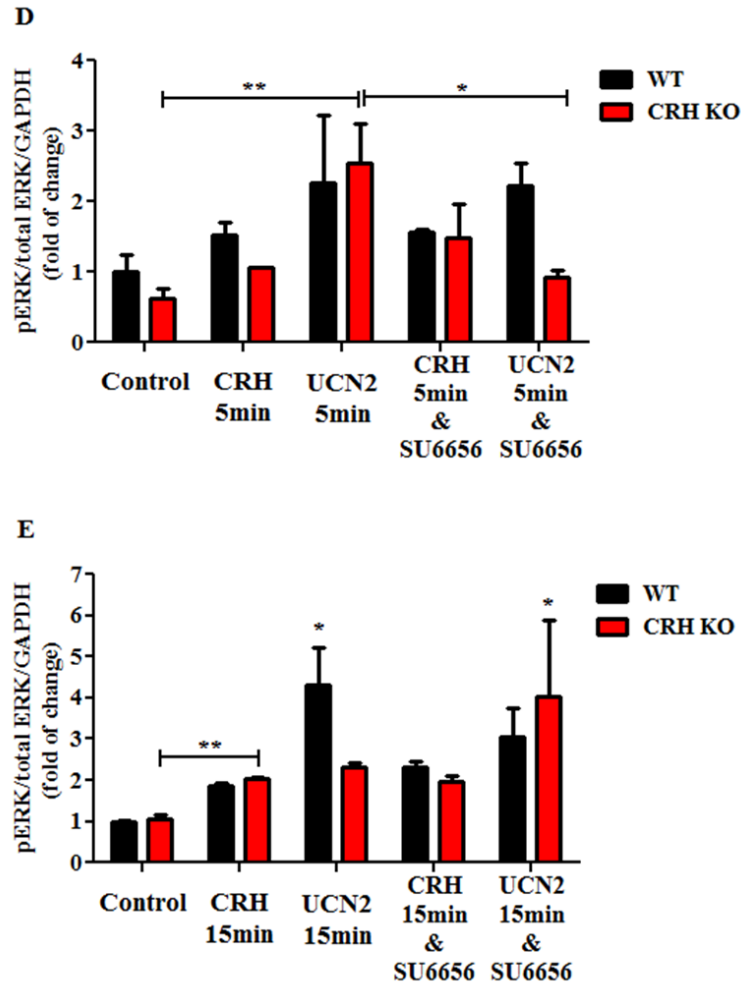 D
pERK/total ERK/GAPDH
(fold of change)
4
3
2
1
0
**
*
WT
CRH KO
Control
CRH
5min
UCN2
5min
CRH
5min
&
SU6656
UCN2
5min
&
SU6656
E
pERK/total ERK/GAPDH
(fold of change)
7
6
5
4
3
2
1
0
**
*
*
WT
CRH KO
Control
CRH
15min
UCN2
15min
CRH
15min
&
SU6656
UCN2
15min
&
SU6656